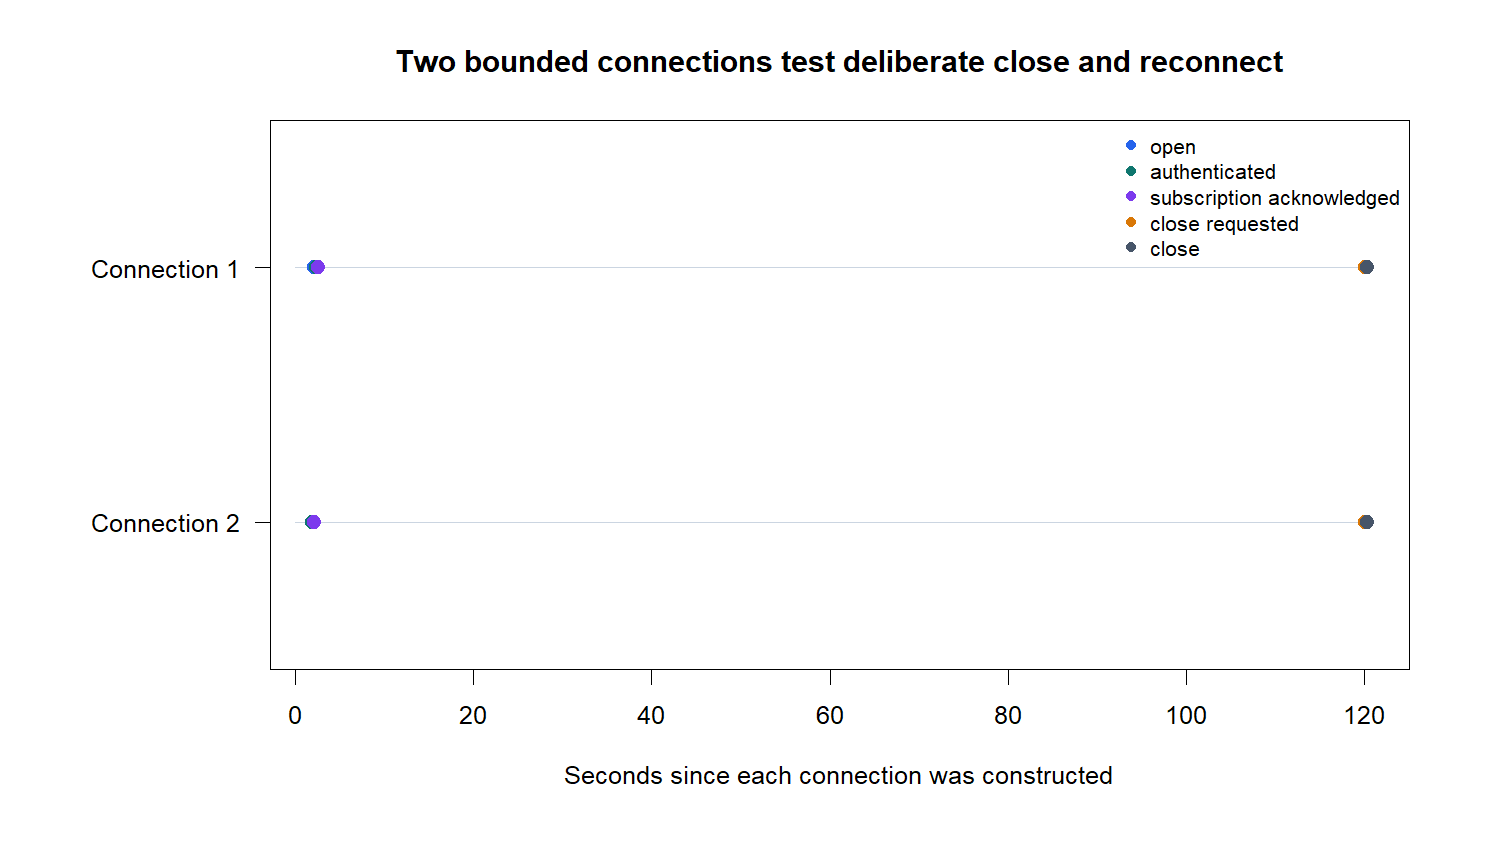 Two bounded connections test deliberate close and reconnect
open
authenticated
subscription acknowledged
close requested
close
Connection 1
Connection 2
0 20 40 60 80 100 120
Seconds since each connection was constructed